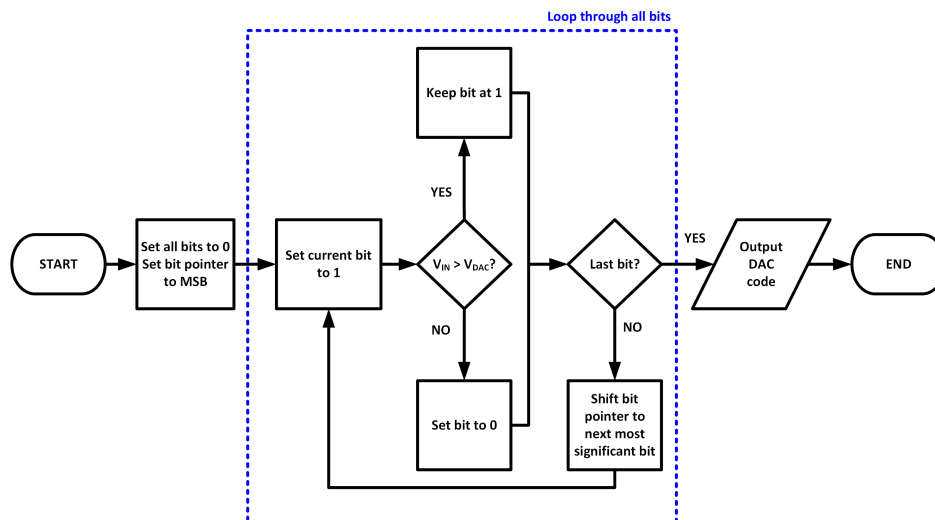 Loop through all bits
Keep bit at 1
YES
START
Set all bits to 0
Set bit pointer
to MSB
Set current bit
to 1
V_IN > V_DAC?
Last bit?
YES
Output
DAC
code
END
NO
NO
Set bit to 0
Shift bit
pointer to
next most
significant bit